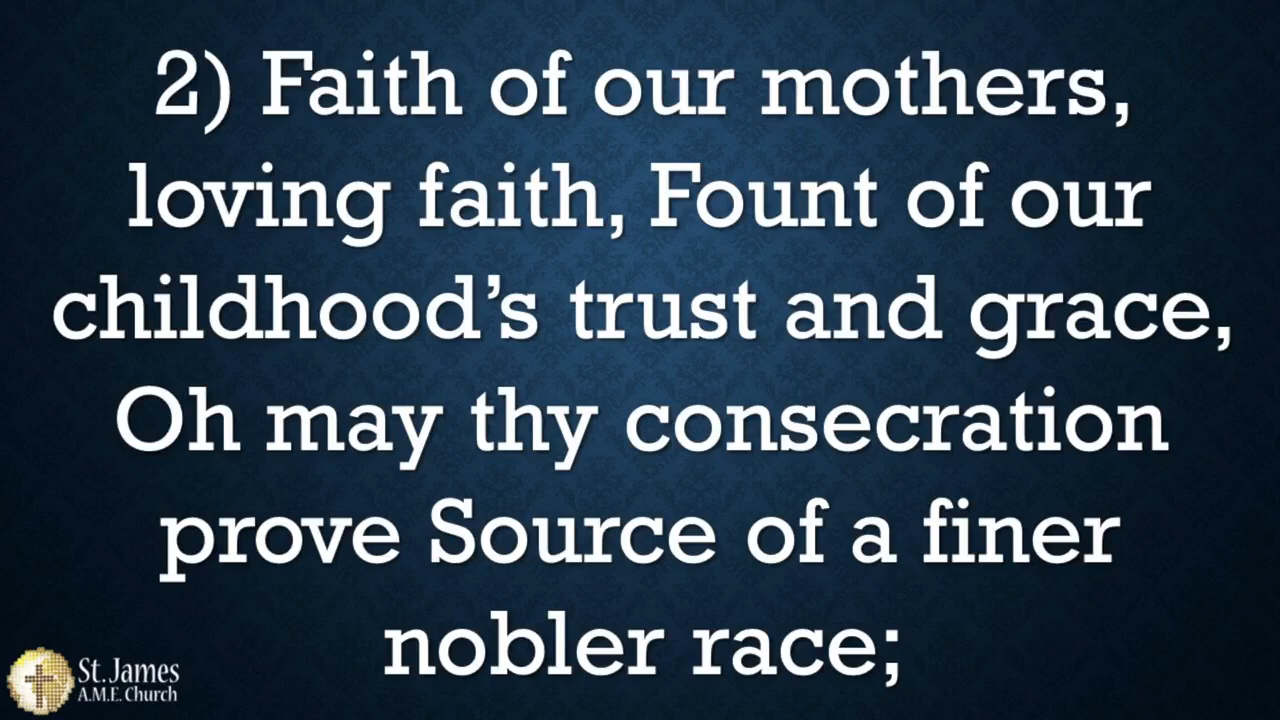 2) Faith of our mothers,
loving faith, Fount of our
childhood’s trust and grace,
Oh may thy consecration
prove Source of a finer
nobler race;
St. James
A.M.E. Church